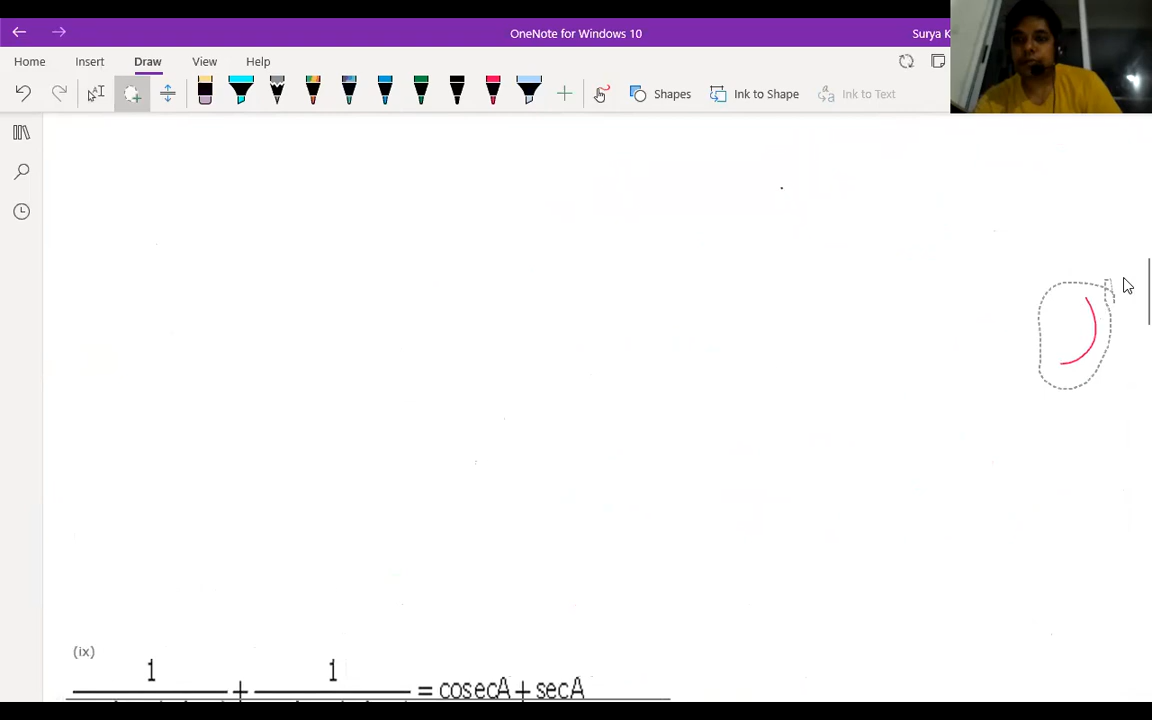 OneNote for Windows 10
Surya K
Home Insert Draw View Help
Shapes Ink to Shape Ink to Text
(ix)
1 + 1 = cosecA + secA